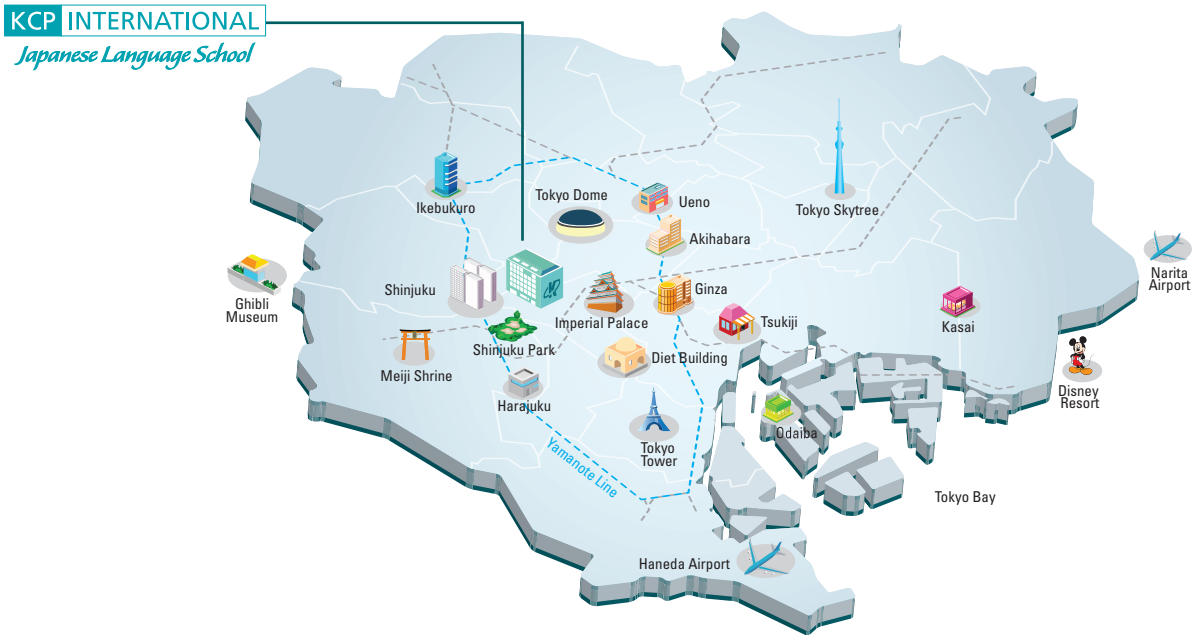 KCP INTERNATIONAL
Japanese Language School
Ikebukuro
Tokyo Dome
Ueno
Tokyo Skytree
Akihabara
Narita
Airport
Ghibli
Museum
Shinjuku
Imperial Palace
Ginza
Tsukiji
Kasai
Shinjuku Park
Diet Building
Meiji Shrine
Harajuku
Disney
Resort
Odaiba
Tokyo
Tower
Yamanote Line
Tokyo Bay
Haneda Airport